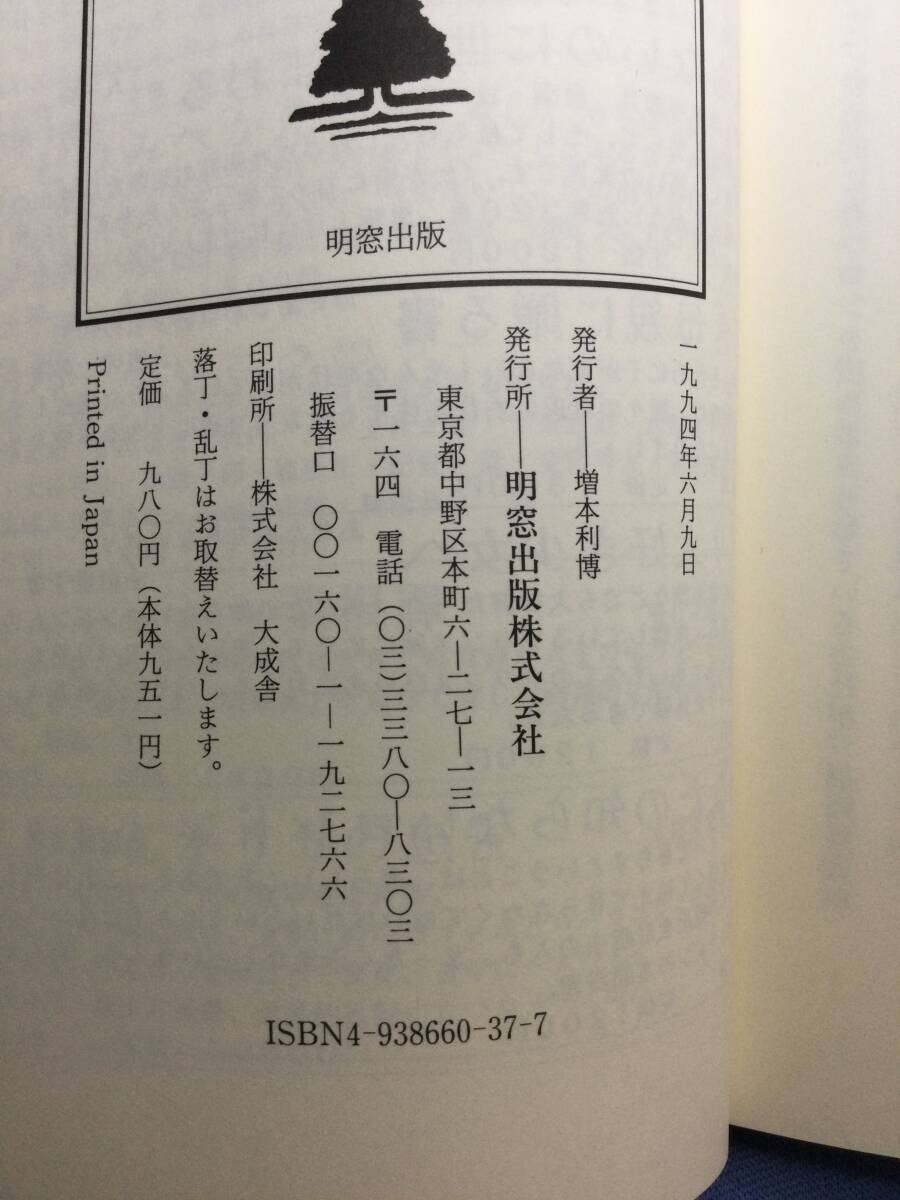 明窓出版
一九九四年六月九日
発行者――増本利博
発行所――明窓出版株式会社
東京都中野区本町六―二七―一三
〒一六四 電話（〇三）三三八〇―八三〇三
振替口 〇〇一六〇―一―一九二七六六
印刷所――株式会社 大成舎
落丁・乱丁はお取替えいたします。
定価 九八〇円（本体九五一円）
Printed in Japan
ISBN4-938660-37-7